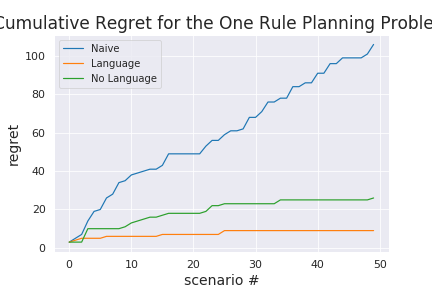 Cumulative Regret for the One Rule Planning Proble
Naive
Language
No Language
regret
100
80
60
40
20
0
0 10 20 30 40 50
scenario #